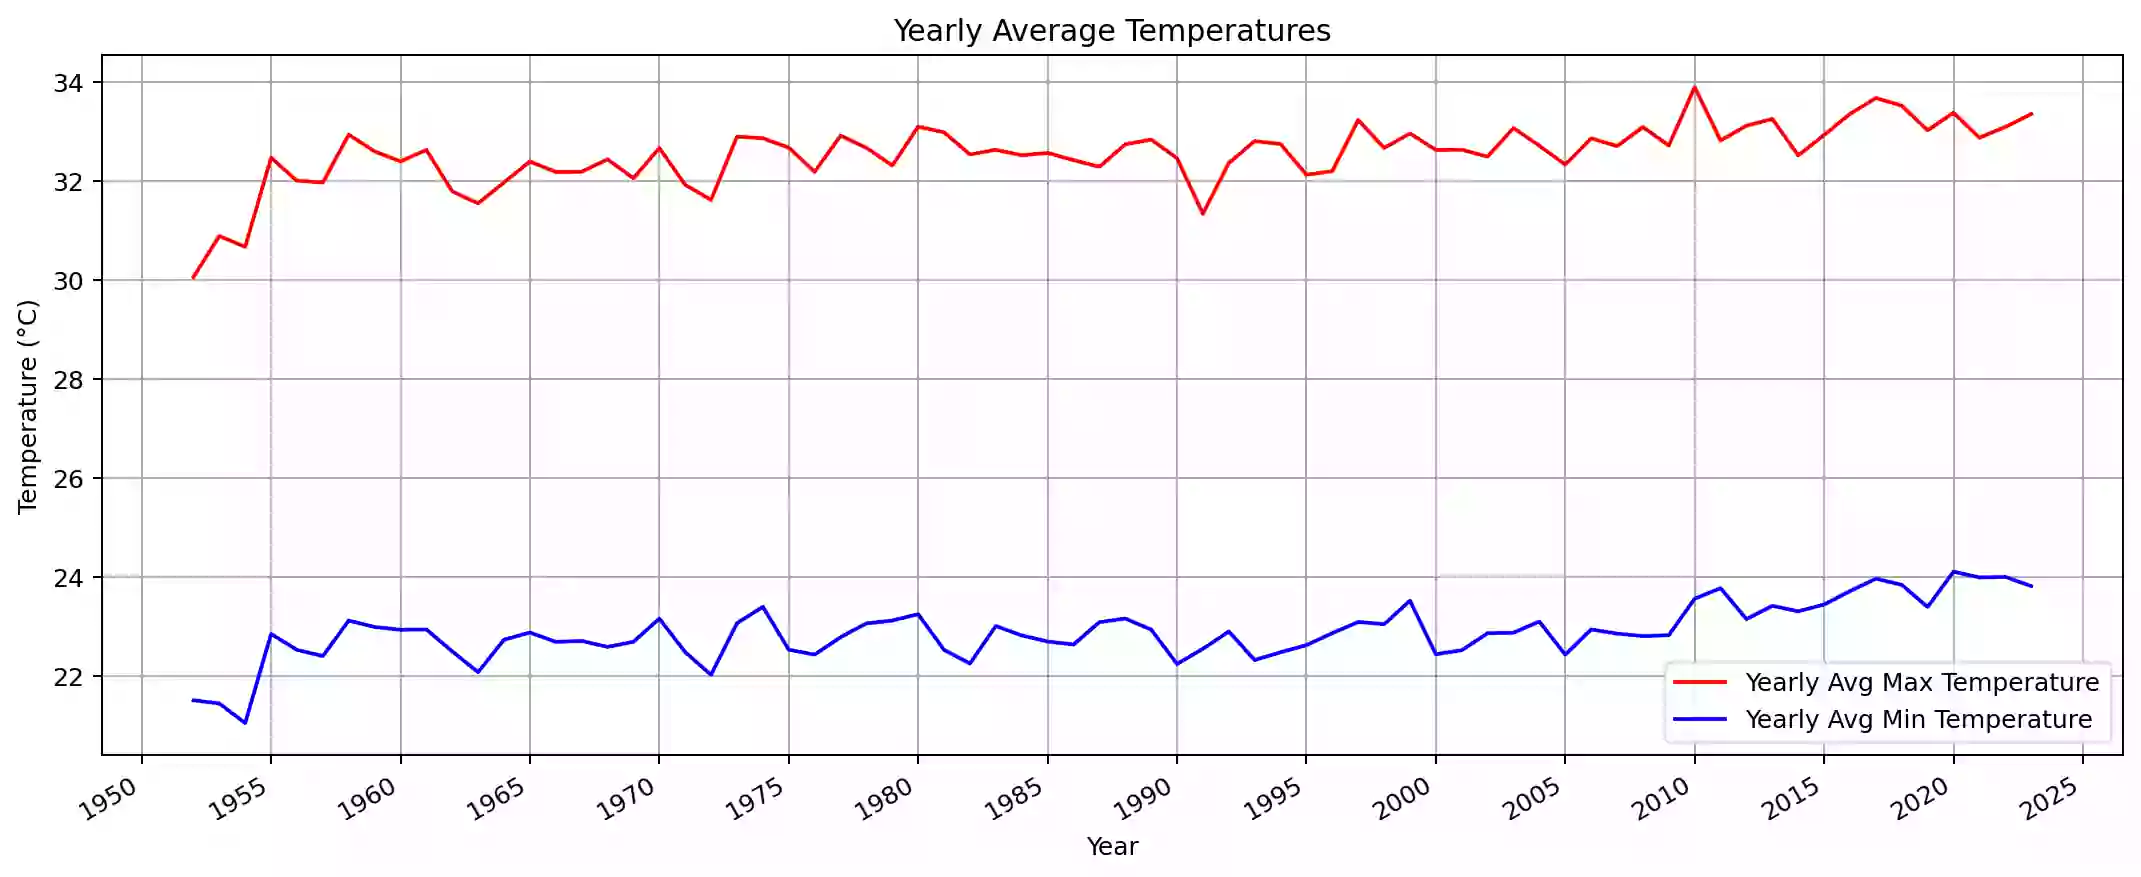 Yearly Average Temperatures
34
32
30
28
26
24
22
Temperature (°C)
1950 1955 1960 1965 1970 1975 1980 1985 1990 1995 2000 2005 2010 2015 2020 2025
Year
Yearly Avg Max Temperature
Yearly Avg Min Temperature